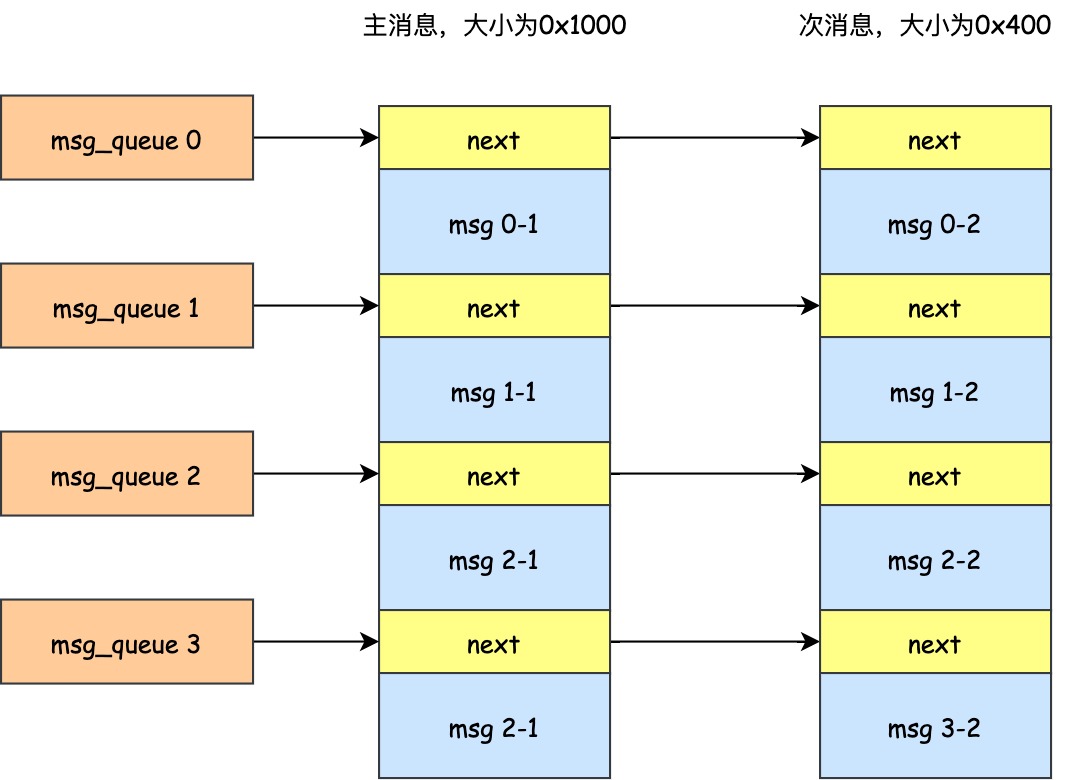 主消息，大小为0x1000
次消息，大小为0x400
msg_queue 0
next
next
msg 0-1
msg 0-2
msg_queue 1
next
next
msg 1-1
msg 1-2
msg_queue 2
next
next
msg 2-1
msg 2-2
msg_queue 3
next
next
msg 2-1
msg 3-2